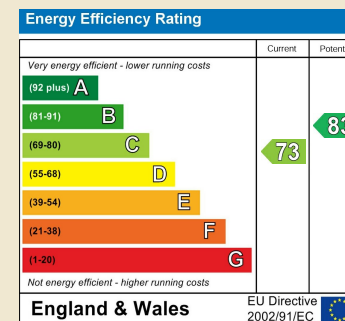 Energy Efficiency Rating
Current Potent
Very energy efficient - lower running costs
(92 plus) A
(81-91) B
83
(69-80) C
73
(55-68) D
(39-54) E
(21-38) F
(1-20) G
Not energy efficient - higher running costs
England & Wales
EU Directive
2002/91/EC